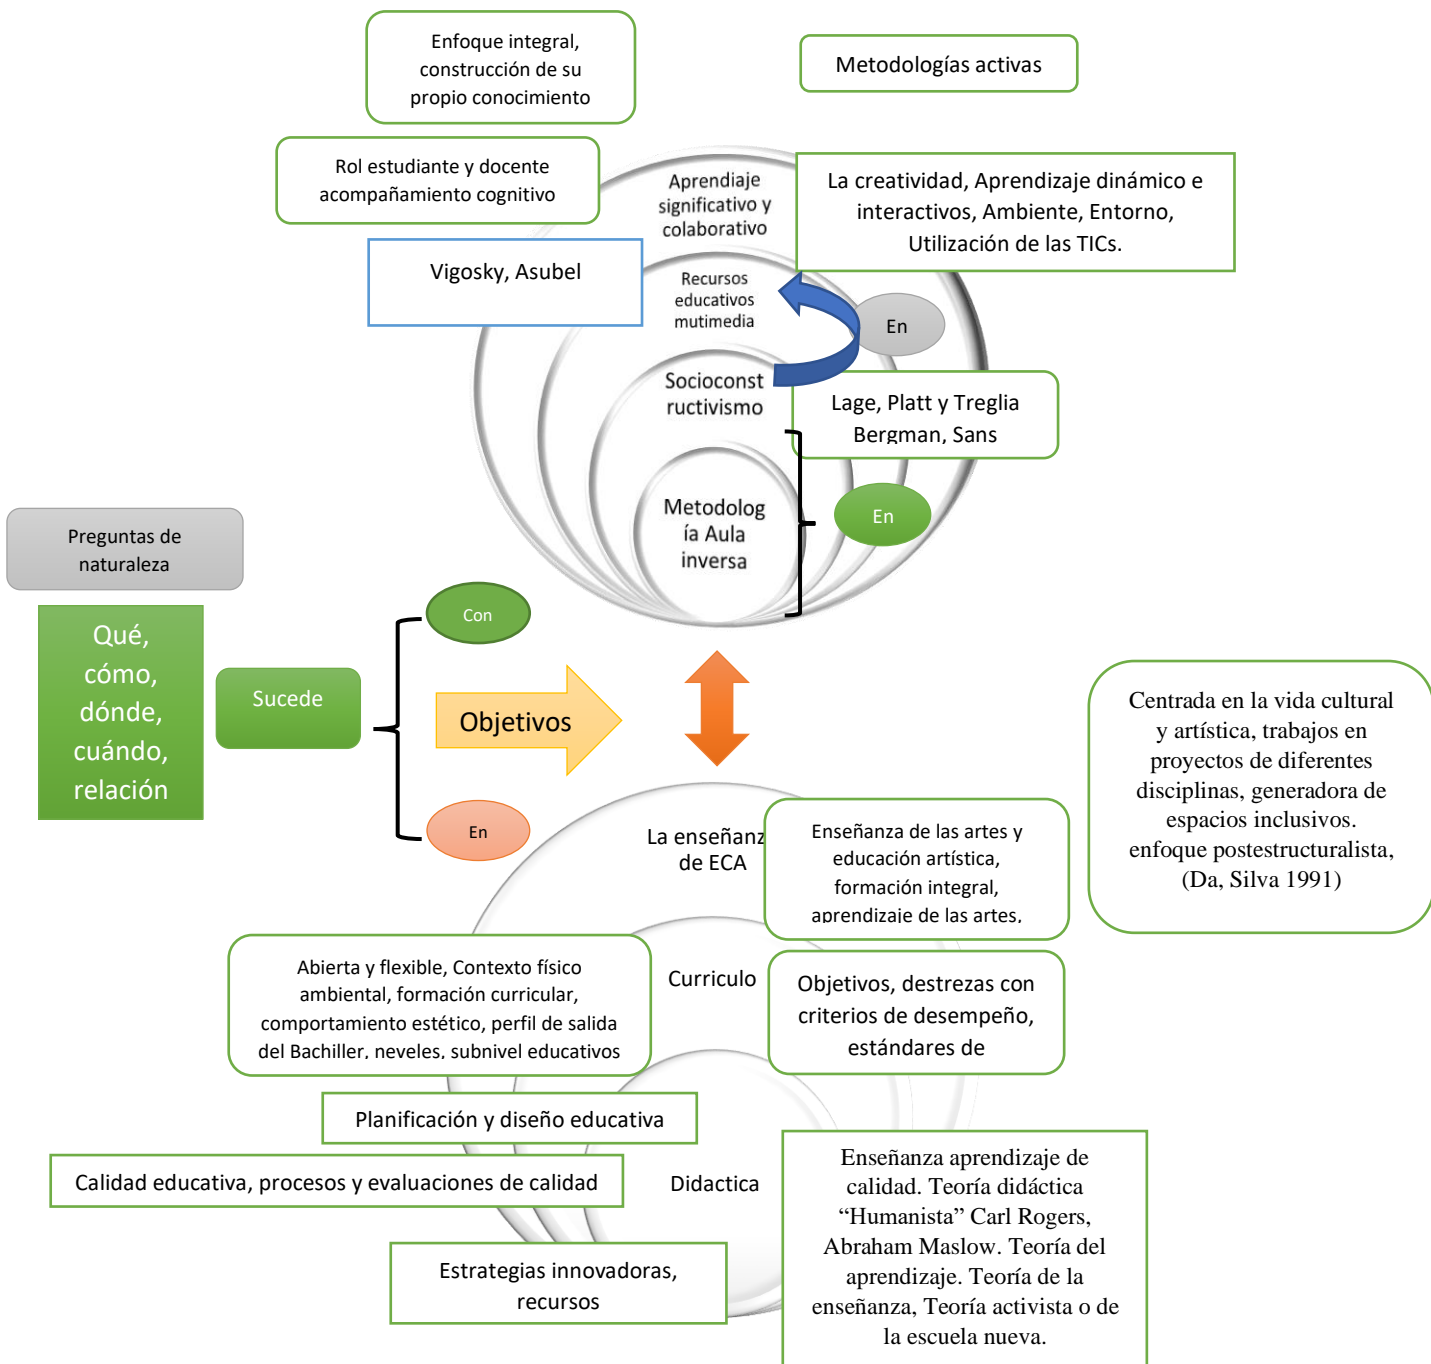 Enfoque integral,
construcción de su
propio conocimiento
Metodologías activas
Rol estudiante y docente
acompañamiento cognitivo
Aprendiaje
significativo y
colaborativo
La creatividad, Aprendizaje dinámico e
interactivos, Ambiente, Entorno,
Utilización de las TICs.
Vigosky, Asubel
Recursos
educativos
mutimedia
En
Socioconst
ructivismo
Lage, Platt y Treglia
Bergman, Sans
Metodolog
ía Aula
inversa
En
Preguntas de
naturaleza
Qué,
cómo,
dónde,
cuándo,
relación
Sucede
Con
Objetivos
En
Centrada en la vida cultural
y artística, trabajos en
proyectos de diferentes
disciplinas, generadora de
espacios inclusivos.
enfoque postestructuralista,
(Da, Silva 1991)
La enseñanz
de ECA
Enseñanza de las artes y
educación artística,
formación integral,
aprendizaje de las artes,
Abierta y flexible, Contexto físico
ambiental, formación curricular,
comportamiento estético, perfil de salida
del Bachiller, neveles, subnivel educativos
Curriculo
Objetivos, destrezas con
criterios de desempeño,
estándares de
Planificación y diseño educativa
Calidad educativa, procesos y evaluaciones de calidad
Didactica
Enseñanza aprendizaje de
calidad. Teoría didáctica
“Humanista” Carl Rogers,
Abraham Maslow. Teoría del
aprendizaje. Teoría de la
enseñanza, Teoría activista o de
la escuela nueva.
Estrategias innovadoras,
recursos